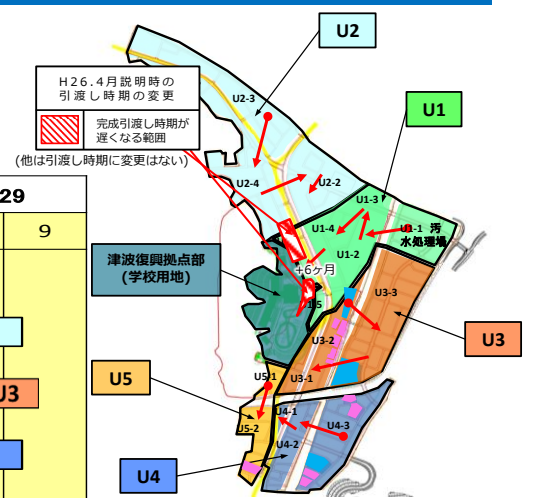 U2
H26.4月説明時の
引渡し時期の変更
完成引渡し時期が
遅くなる範囲
(他は引渡し時期に変更はない)
U1
U2-3
U2-4
U2-2
U1-3
U1-4
U1-1 汚
水処理場
U1-2
29
9
津波復興拠点部
(学校用地)
+6ヶ月
U3-3
U3-2
U3
U3-1
U3
U5
U5-1
U5-2
U4-1
U4-3
U4-2
U4